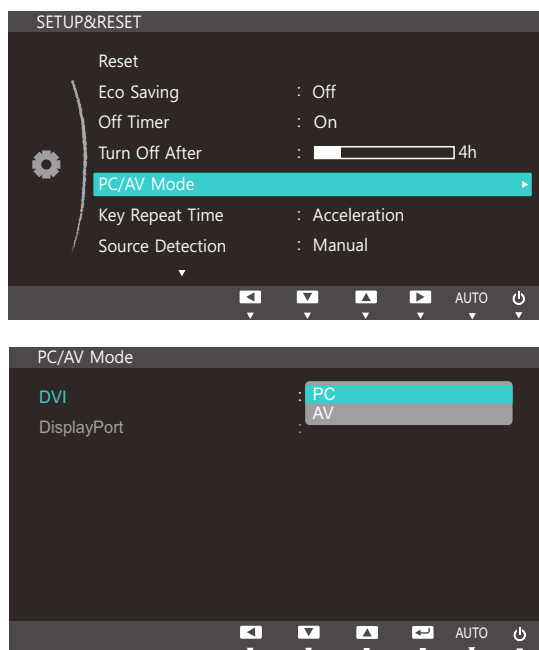 SETUP&RESET
Reset
Eco Saving : Off
Off Timer : On
Turn Off After : 4h
PC/AV Mode
Key Repeat Time : Acceleration
Source Detection : Manual
AUTO
PC/AV Mode
DVI : PC
AV
DisplayPort :
AUTO